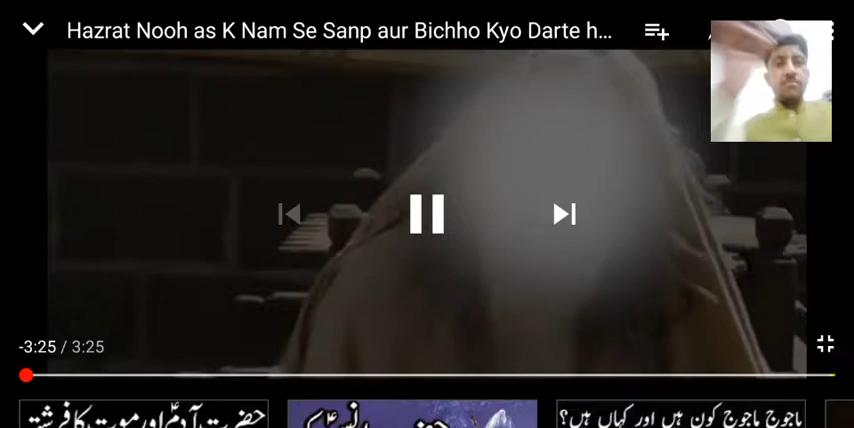 Hazrat Nooh as K Nam Se Sanp aur Bichho Kyo Darte h...
-3:25 / 3:25
حضرت آدمؑ اور موت کا فرشتہ
یاجوج ماجوج کون ہیں اور کہاں ہیں؟